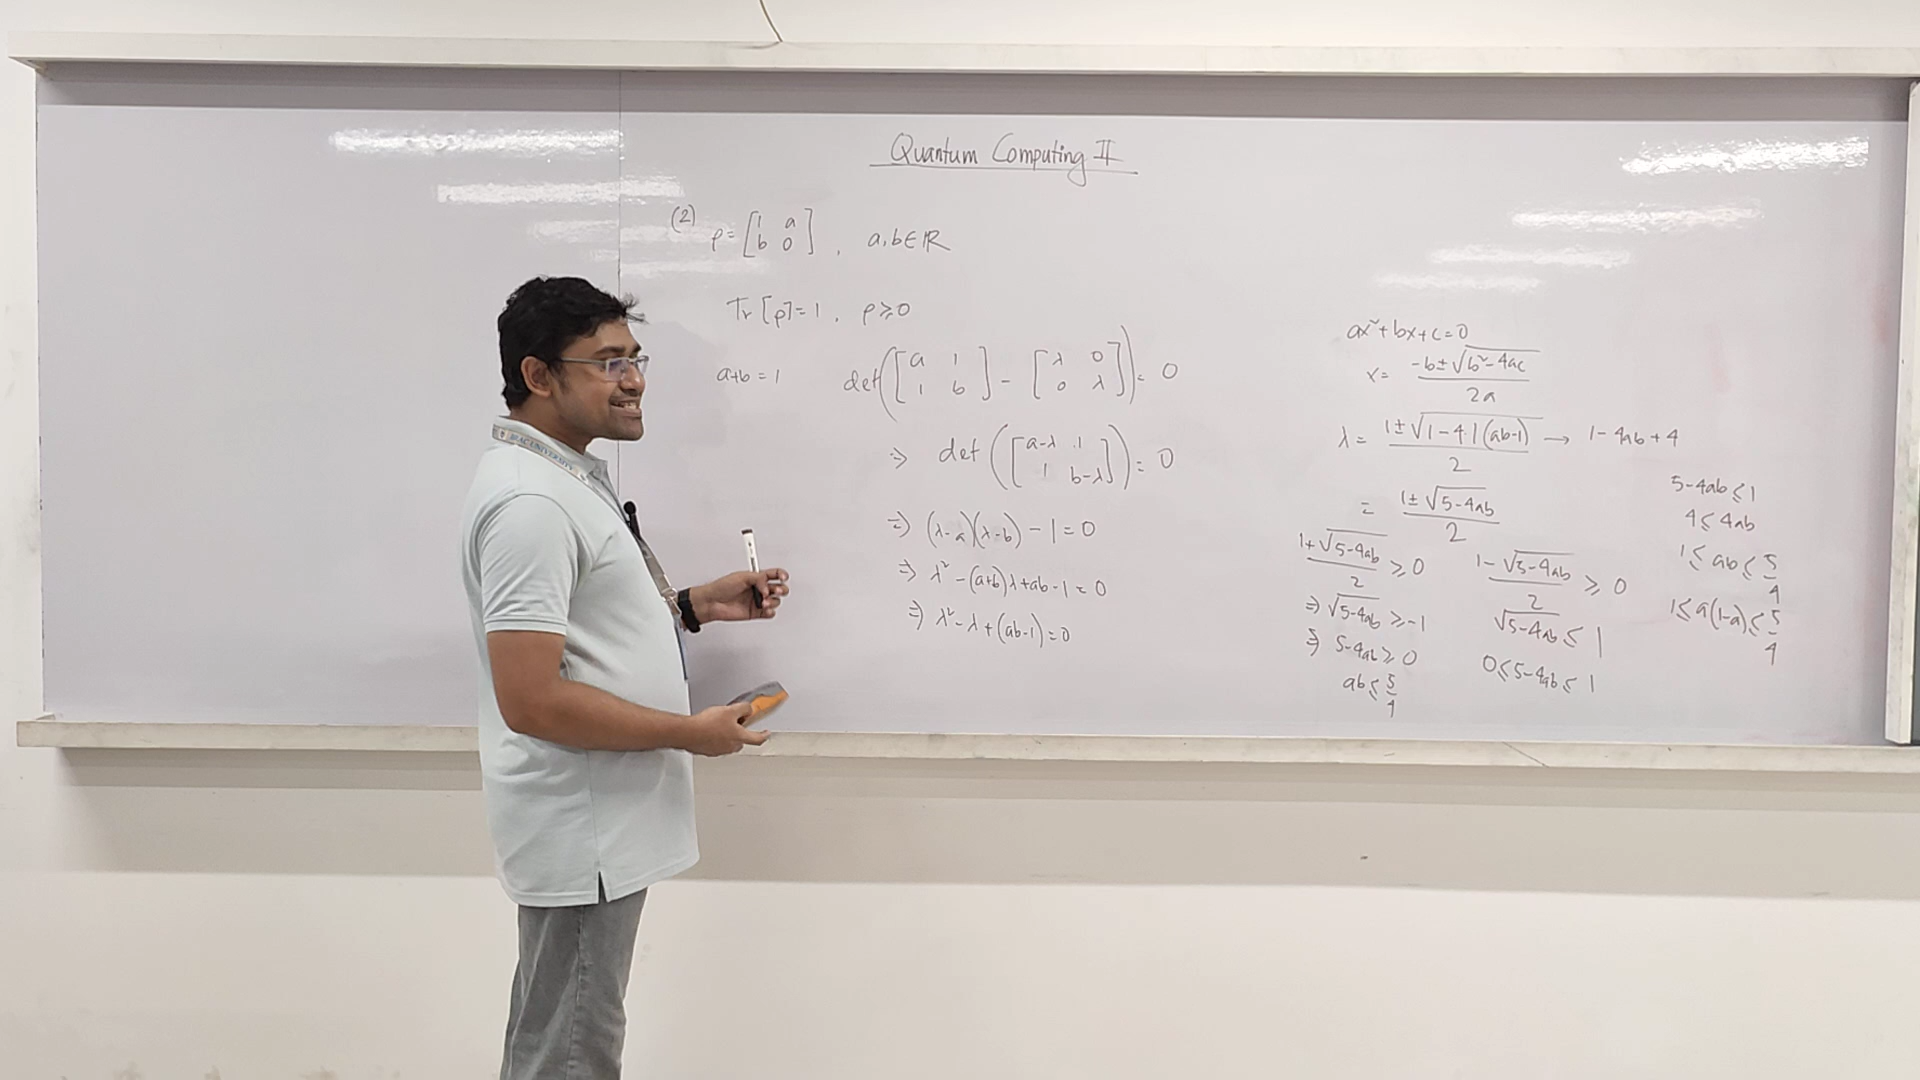 Quantum Computing II
(2) ρ = [1 a
b 0] , a, b ∈ ℝ
Tr [ρ] = 1 , ρ ≥ 0
a+b = 1
det([a 1
1 b] - [λ 0
0 λ]) = 0
⇒ det([a-λ 1
1 b-λ]) = 0
⇒ (λ-a)(λ-b) - 1 = 0
⇒ λ² - (a+b)λ + ab - 1 = 0
⇒ λ² - λ + (ab-1) = 0
ax² + bx + c = 0
x = (-b ± √(b² - 4ac)) / 2a
λ = (1 ± √(1 - 4·1(ab-1))) / 2 → 1 - 4ab + 4
= (1 ± √(5-4ab)) / 2
(1 + √(5-4ab)) / 2 ≥ 0
⇒ √(5-4ab) ≥ -1
⇒ 5-4ab ≥ 0
ab ≤ 5/4
(1 - √(5-4ab)) / 2 ≥ 0
√(5-4ab) ≤ 1
0 ≤ 5-4ab ≤ 1
5-4ab ≤ 1
4 ≤ 4ab
1 ≤ ab ≤ 5/4
1 ≤ a(1-a) ≤ 5/4